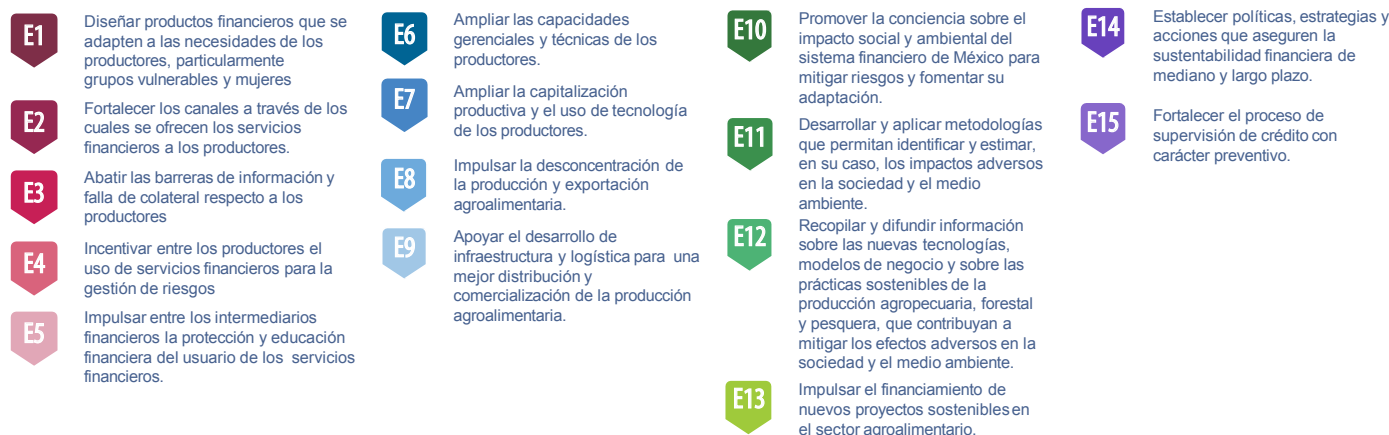 E1
Diseñar productos financieros que se
adapten a las necesidades de los
productores, particularmente
grupos vulnerables y mujeres
E2
Fortalecer los canales a través de los
cuales se ofrecen los servicios
financieros a los productores.
E3
Abatir las barreras de información y
falla de colateral respecto a los
productores
E4
Incentivar entre los productores el
uso de servicios financieros para la
gestión de riesgos
E5
Impulsar entre los intermediarios
financieros la protección y educación
financiera del usuario de los servicios
financieros.
E6
Ampliar las capacidades
gerenciales y técnicas de los
productores.
E7
Ampliar la capitalización
productiva y el uso de tecnología
de los productores.
E8
Impulsar la desconcentración de
la producción y exportación
agroalimentaria.
E9
Apoyar el desarrollo de
infraestructura y logística para una
mejor distribución y
comercialización de la producción
agroalimentaria.
E10
Promover la conciencia sobre el
impacto social y ambiental del
sistema financiero de México para
mitigar riesgos y fomentar su
adaptación.
E11
Desarrollar y aplicar metodologías
que permitan identificar y estimar,
en su caso, los impactos adversos
en la sociedad y el medio
ambiente.
E12
Recopilar y difundir información
sobre las nuevas tecnologías,
modelos de negocio y sobre las
prácticas sostenibles de la
producción agropecuaria, forestal
y pesquera, que contribuyan a
mitigar los efectos adversos en la
sociedad y el medio ambiente.
E13
Impulsar el financiamiento de
nuevos proyectos sostenibles en
el sector agroalimentario.
E14
Establecer políticas, estrategias y
acciones que aseguren la
sustentabilidad financiera de
mediano y largo plazo.
E15
Fortalecer el proceso de
supervisión de crédito con
carácter preventivo.